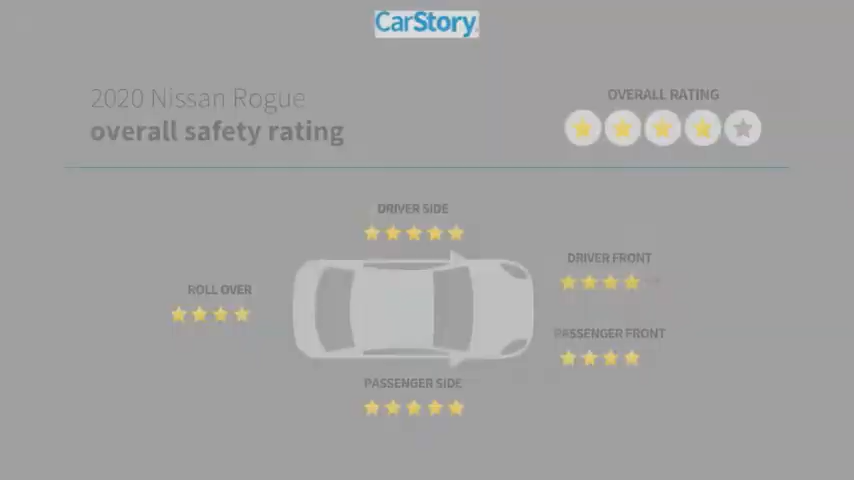 CarStory
2020 Nissan Rogue
overall safety rating
OVERALL RATING
DRIVER SIDE
DRIVER FRONT
ROLL OVER
PASSENGER FRONT
PASSENGER SIDE